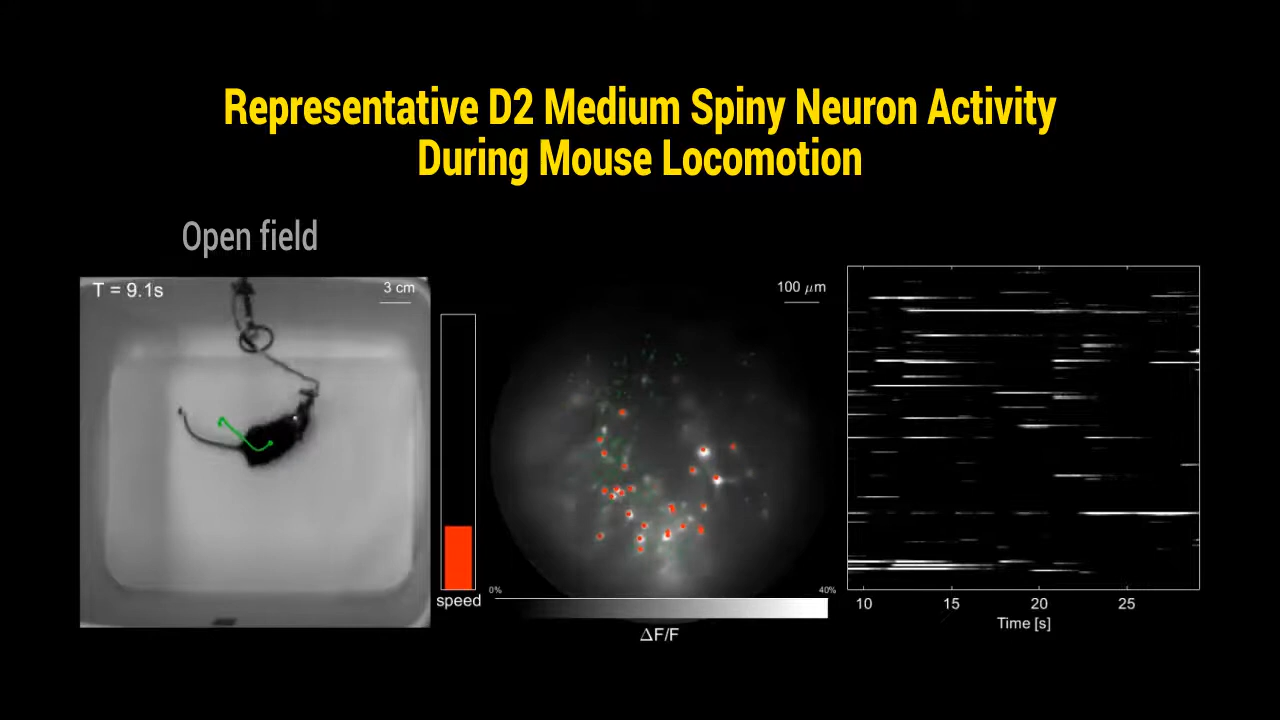 Representative D2 Medium Spiny Neuron Activity
During Mouse Locomotion
Open field
T = 9.1s
3 cm
speed
100 μm
0%
40%
ΔF/F
10 15 20 25
Time [s]